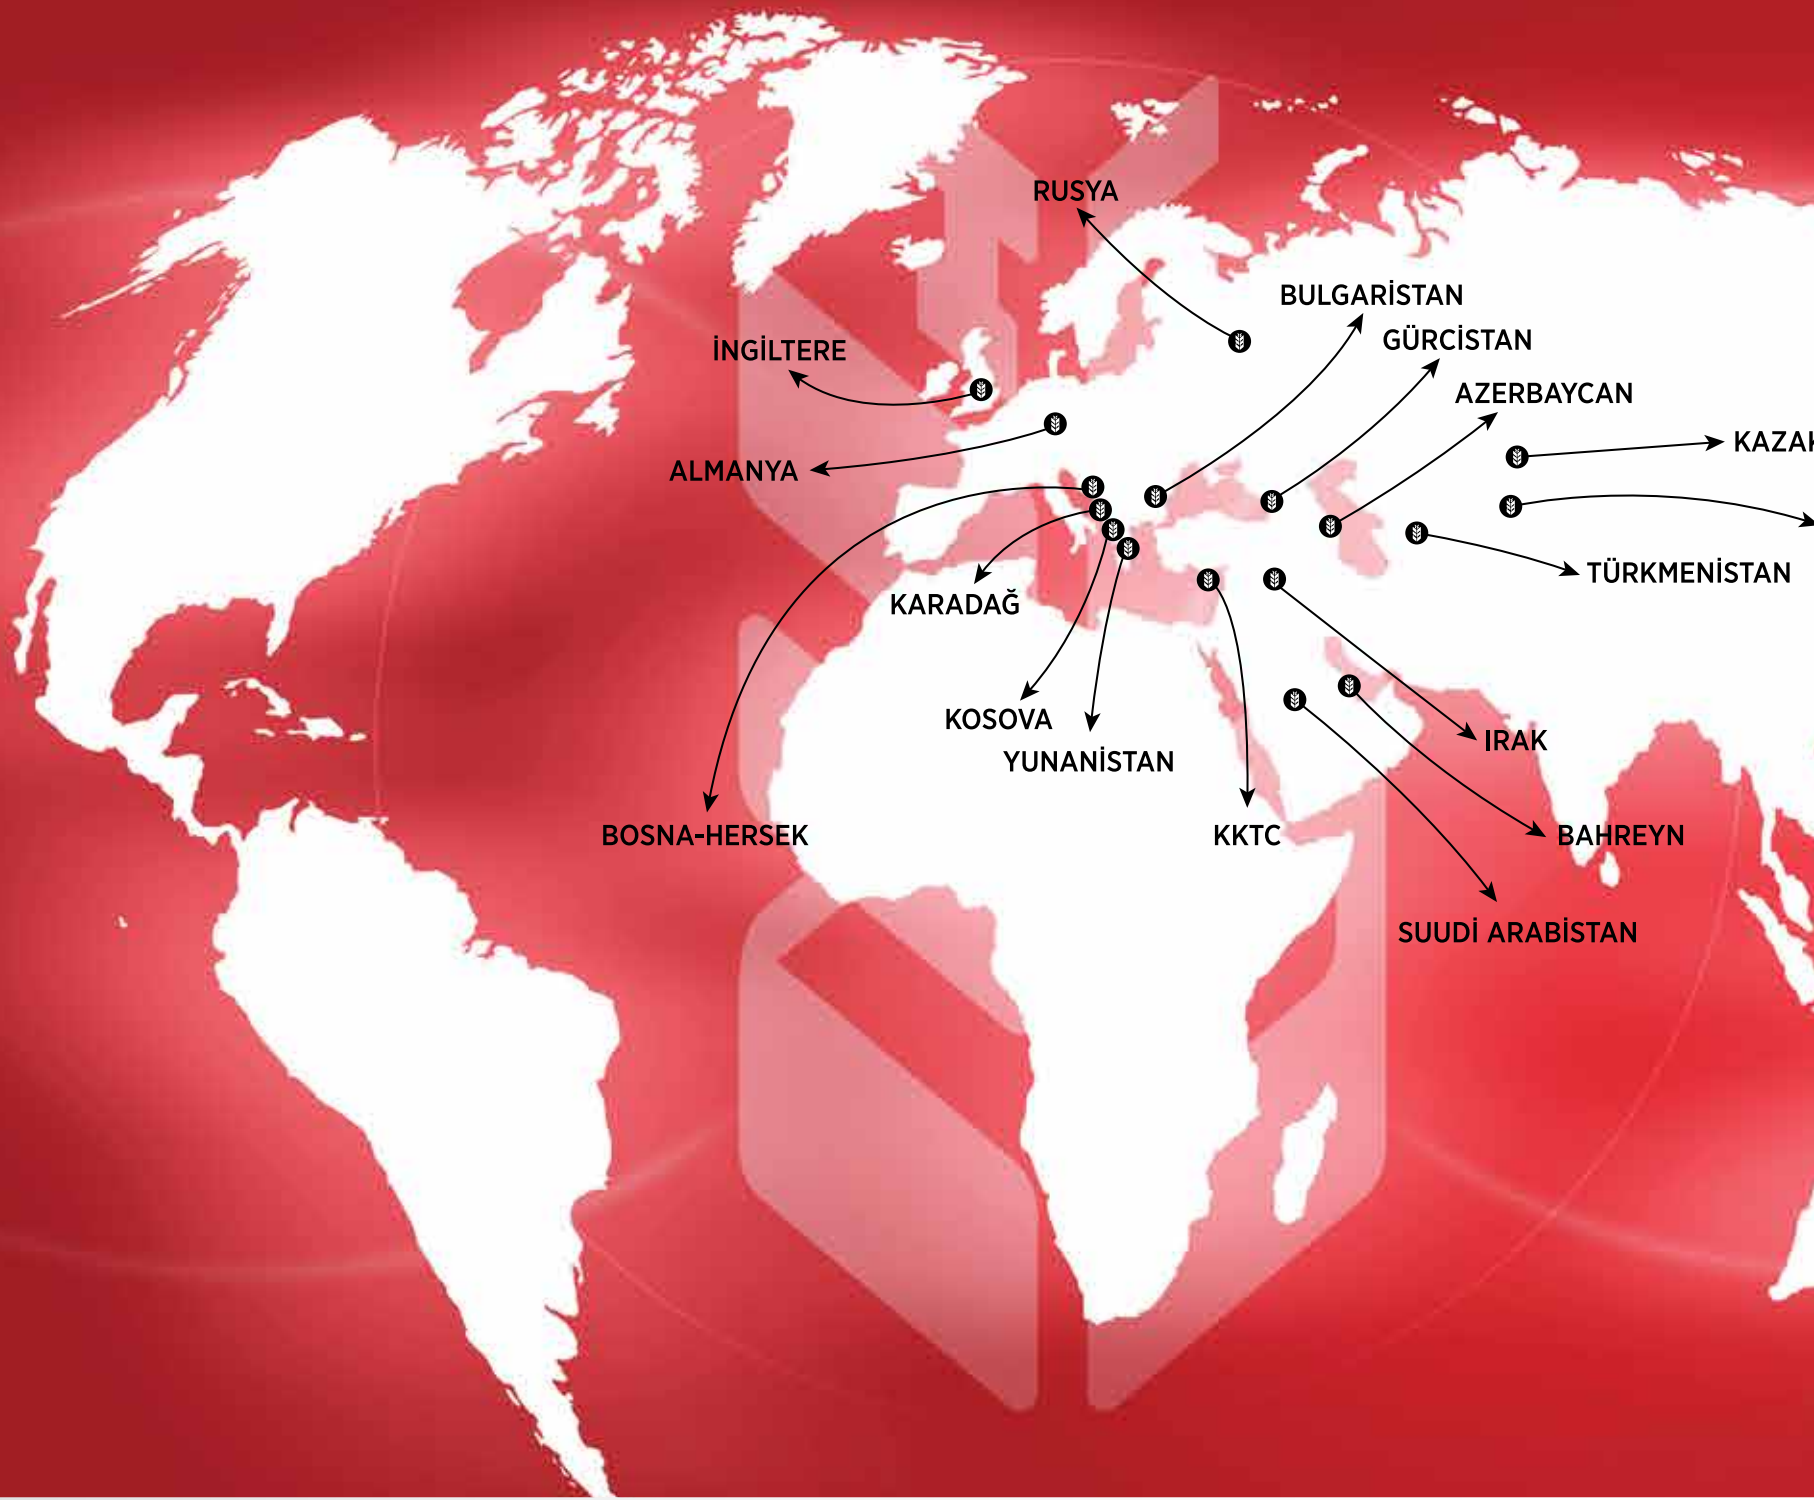 RUSYA
BULGARİSTAN
GÜRCİSTAN
İNGİLTERE
AZERBAYCAN
KAZAK
ALMANYA
TÜRKMENİSTAN
KARADAĞ
KOSOVA
IRAK
YUNANİSTAN
BOSNA-HERSEK
KKTC
BAHREYN
SUUDİ ARABİSTAN